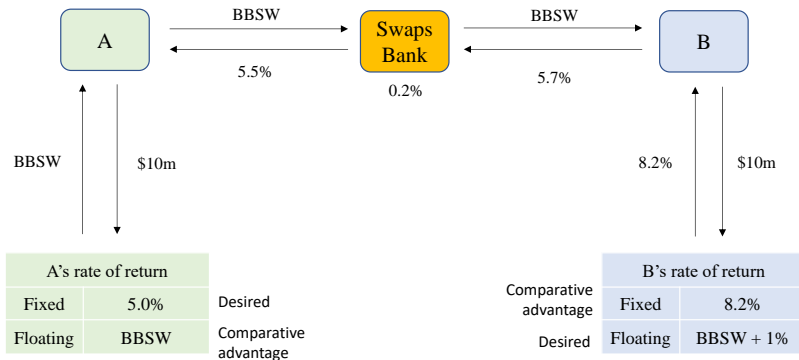 BBSW
BBSW
A
Swaps
Bank
B
5.5%
0.2%
5.7%
BBSW
$10m
8.2%
$10m
A's rate of return
Fixed
5.0%
Desired
Floating
BBSW
Comparative
advantage
B's rate of return
Comparative
advantage
Fixed
8.2%
Desired
Floating
BBSW + 1%